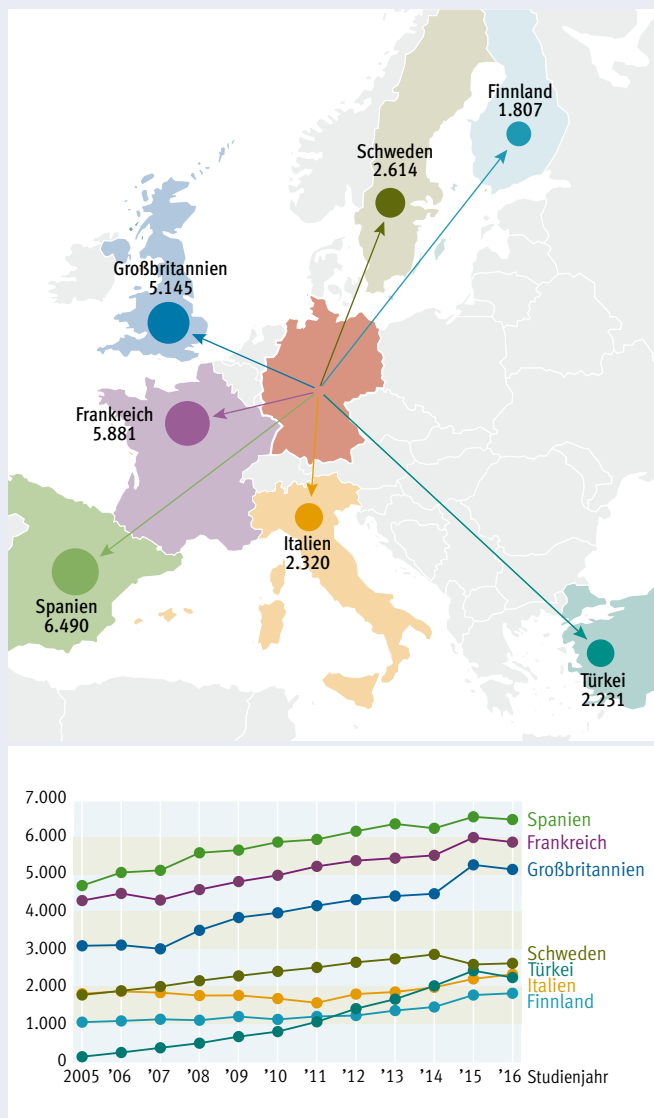 Finnland
1.807
Schweden
2.614
Großbritannien
5.145
Frankreich
5.881
Italien
2.320
Spanien
6.490
Türkei
2.231
7.000
6.000
5.000
4.000
3.000
2.000
1.000
0
Spanien
Frankreich
Großbritannien
Schweden
Türkei
Italien
Finnland
2005 '06 '07 '08 '09 '10 '11 '12 '13 '14 '15 '16 Studienjahr